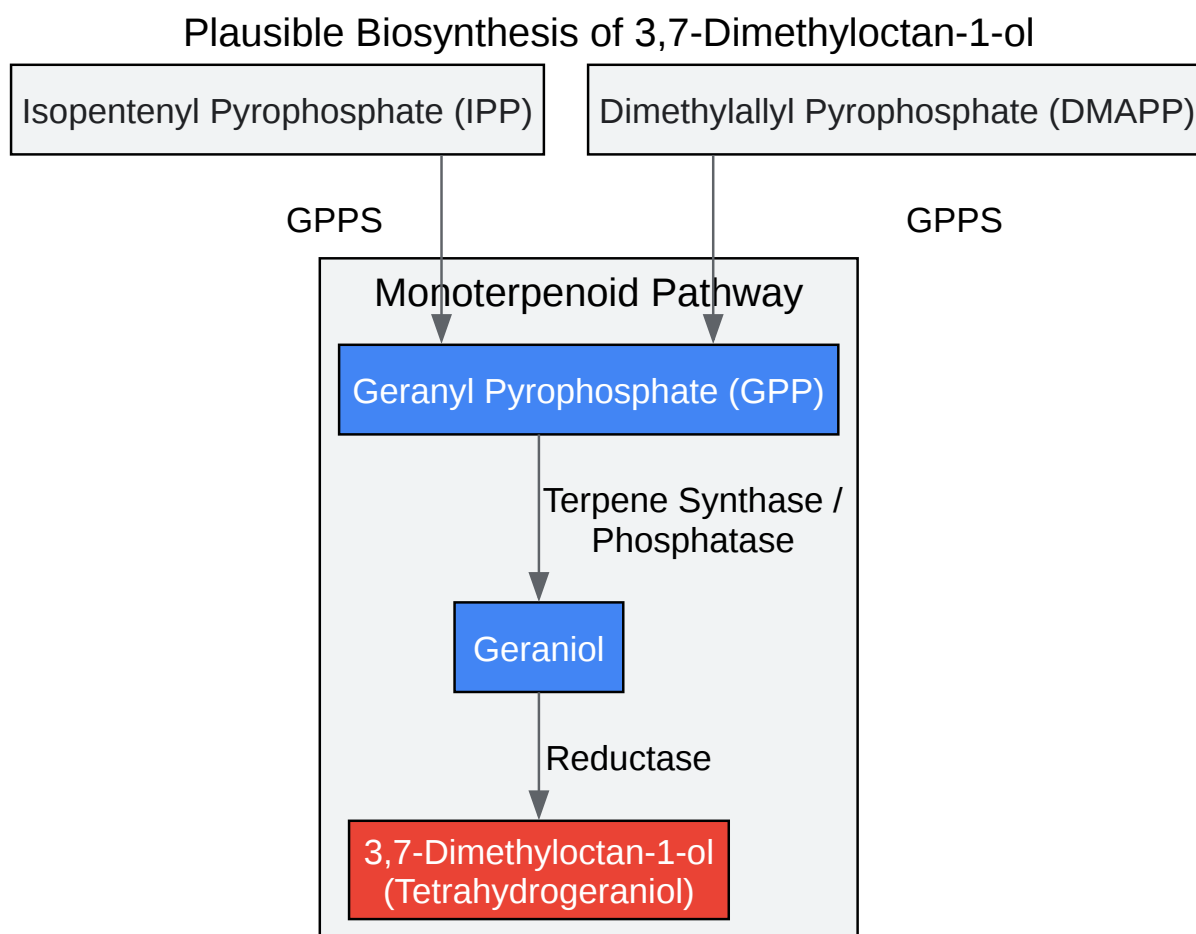 Plausible Biosynthesis of 3,7-Dimethyloctan-1-ol
Isopentenyl Pyrophosphate (IPP)
Dimethylallyl Pyrophosphate (DMAPP)
GPPS
GPPS
Monoterpenoid Pathway
Geranyl Pyrophosphate (GPP)
Terpene Synthase /
Phosphatase
Geraniol
Reductase
3,7-Dimethyloctan-1-ol
(Tetrahydrogeraniol)